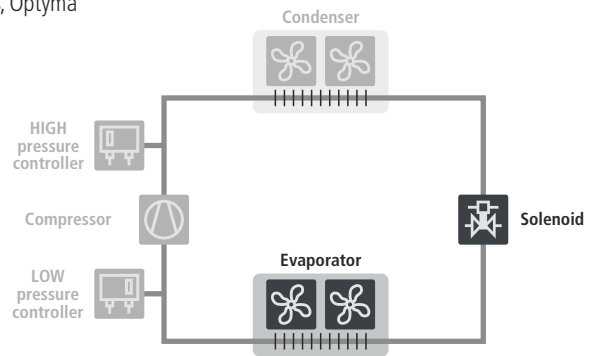 , Optyma
Condenser
HIGH
pressure
controller
Compressor
Solenoid
Evaporator
LOW
pressure
controller